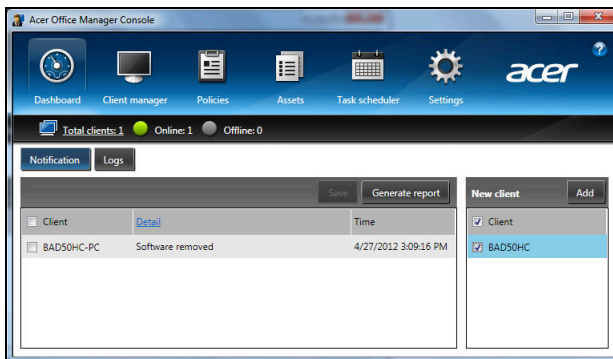 Acer Office Manager Console
?
acer
Dashboard Client manager Policies Assets Task scheduler Settings
Total clients: 1 Online: 1 Offline: 0
Notification Logs
Save Generate report New client Add
Client Detail Time Client
BAD50HC-PC Software removed 4/27/2012 3:09:16 PM BAD50HC